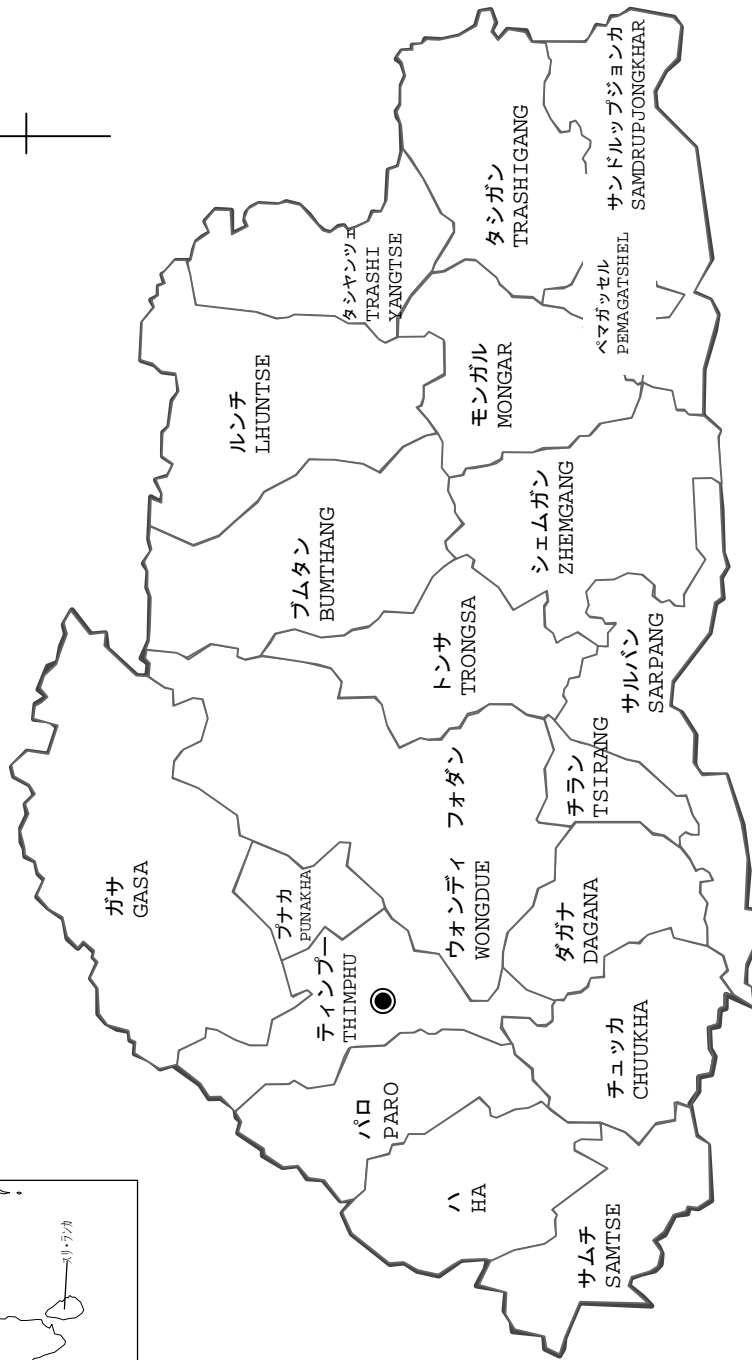 ガサ
GASA
プナカ
PUNAKHA
ティンプー
THIMPHU
パロ
PARO
ハ
HA
サムチ
SAMTSE
チュッカ
CHUUKHA
ダガナ
DAGANA
ウォンディ フォダン
WONGDUE
チラン
TSIRANG
サルバン
SARPANG
トンサ
TRONGSA
ブムタン
BUMTHANG
シェムガン
ZHEMGANG
ルンチ
LHUNTSE
モンガル
MONGAR
タシヤンツェ
TRASHI
YANGTSE
タシガン
TRASHIGANG
ペマガッセル
PEMAGATSHEL
サンドルップジョンカ
SAMDRUPJONGKHAR
スリ・ランカ